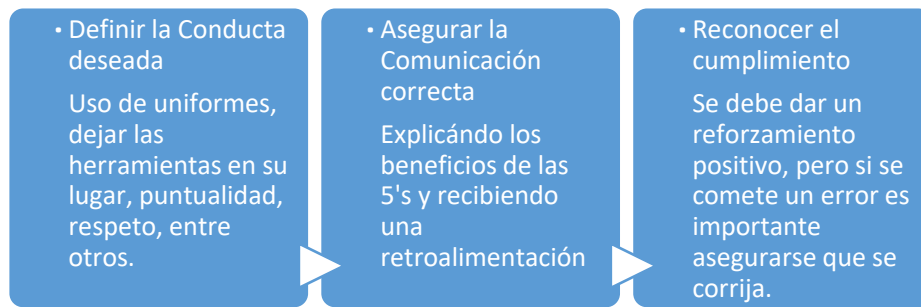 • Definir la Conducta
deseada
Uso de uniformes,
dejar las
herramientas en su
lugar, puntualidad,
respeto, entre
otros.
• Asegurar la
Comunicación
correcta
Explicándo los
beneficios de las
5's y recibiendo
una
retroalimentación
• Reconocer el
cumplimiento
Se debe dar un
reforzamiento
positivo, pero si se
comete un error es
importante
asegurarse que se
corrija.